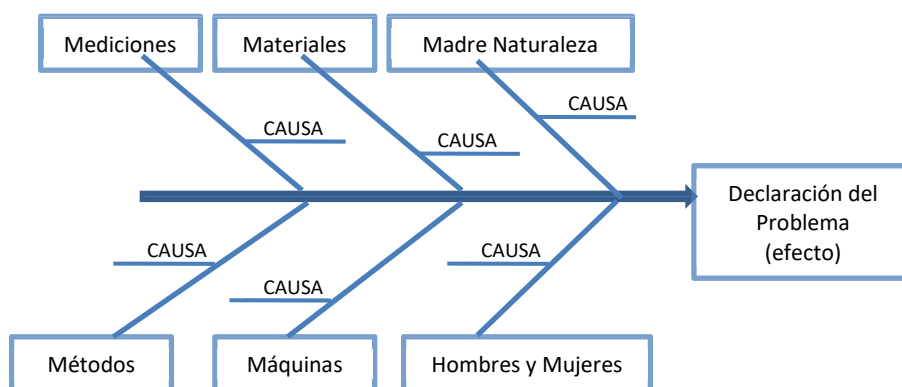 Mediciones
Materiales
Madre Naturaleza
CAUSA
CAUSA
CAUSA
Declaración del
Problema
(efecto)
CAUSA
CAUSA
CAUSA
Métodos
Máquinas
Hombres y Mujeres